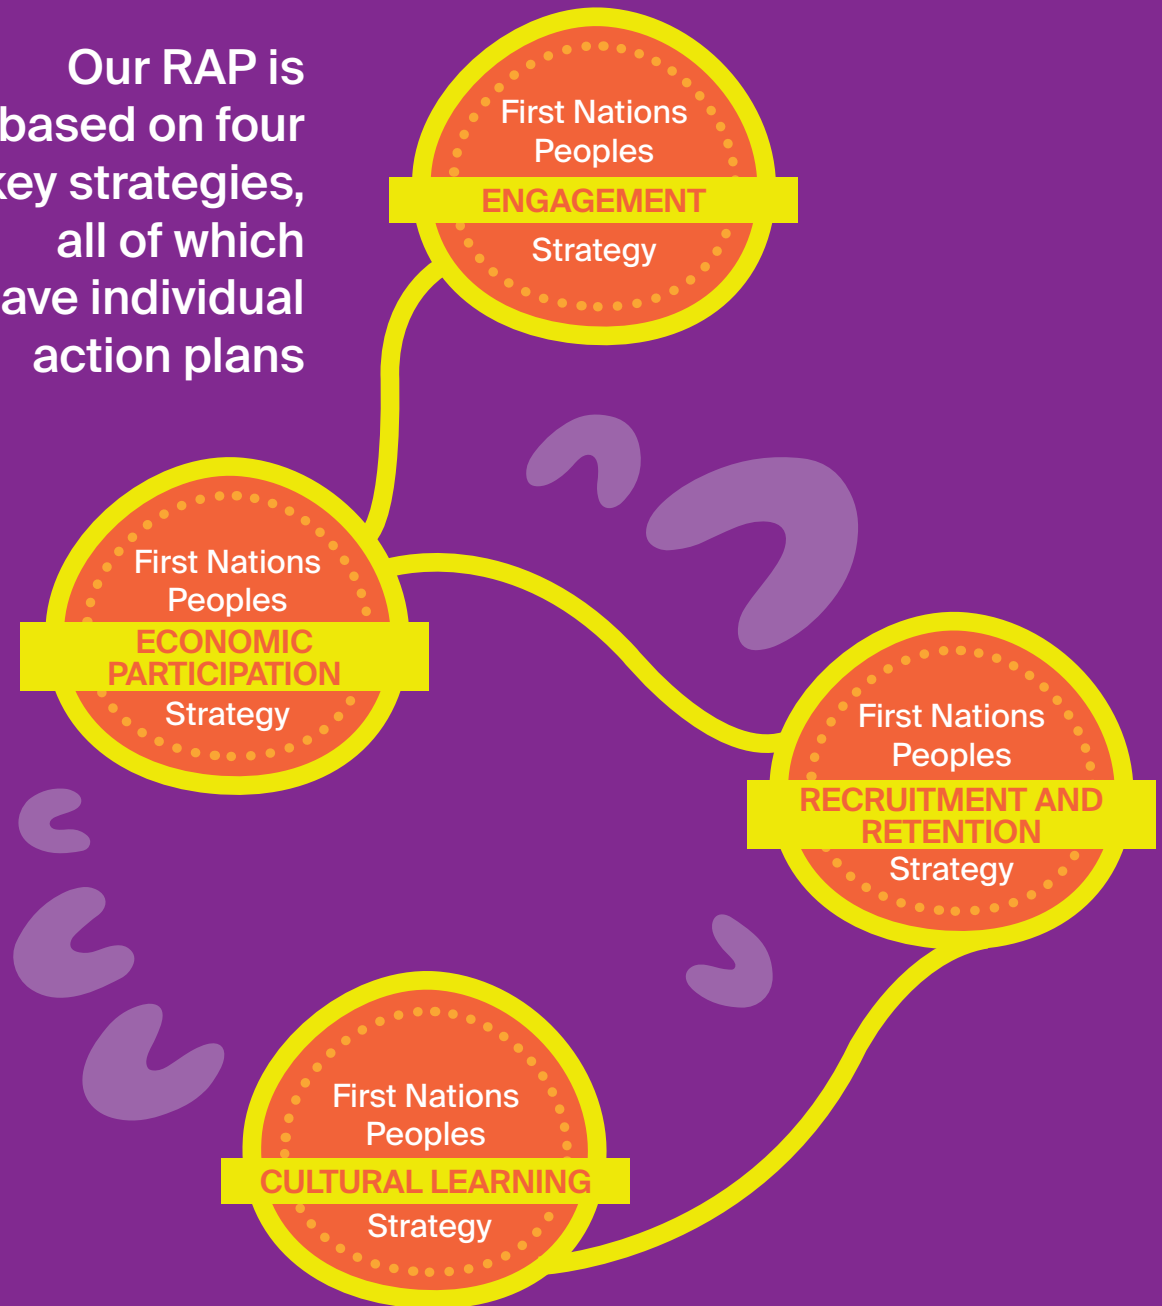 Our RAP is
based on four
key strategies,
all of which
ave individual
action plans
First Nations
Peoples
ENGAGEMENT
Strategy
First Nations
Peoples
ECONOMIC
PARTICIPATION
Strategy
First Nations
Peoples
RECRUITMENT AND
RETENTION
Strategy
First Nations
Peoples
CULTURAL LEARNING
Strategy